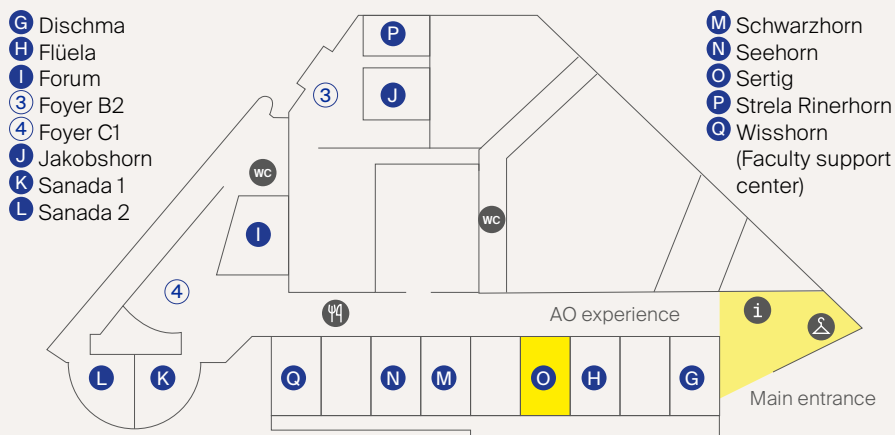 G Dischma
H Flüela
I Forum
3 Foyer B2
4 Foyer C1
J Jakobshorn
K Sanada 1
L Sanada 2
M Schwarzhorn
N Seehorn
O Sertig
P Strela Rinerhorn
Q Wisshorn
(Faculty support
center)
P
3
J
WC
WC
I
4
AO experience
i
L
K
Q
N
M
O
H
G
Main entrance